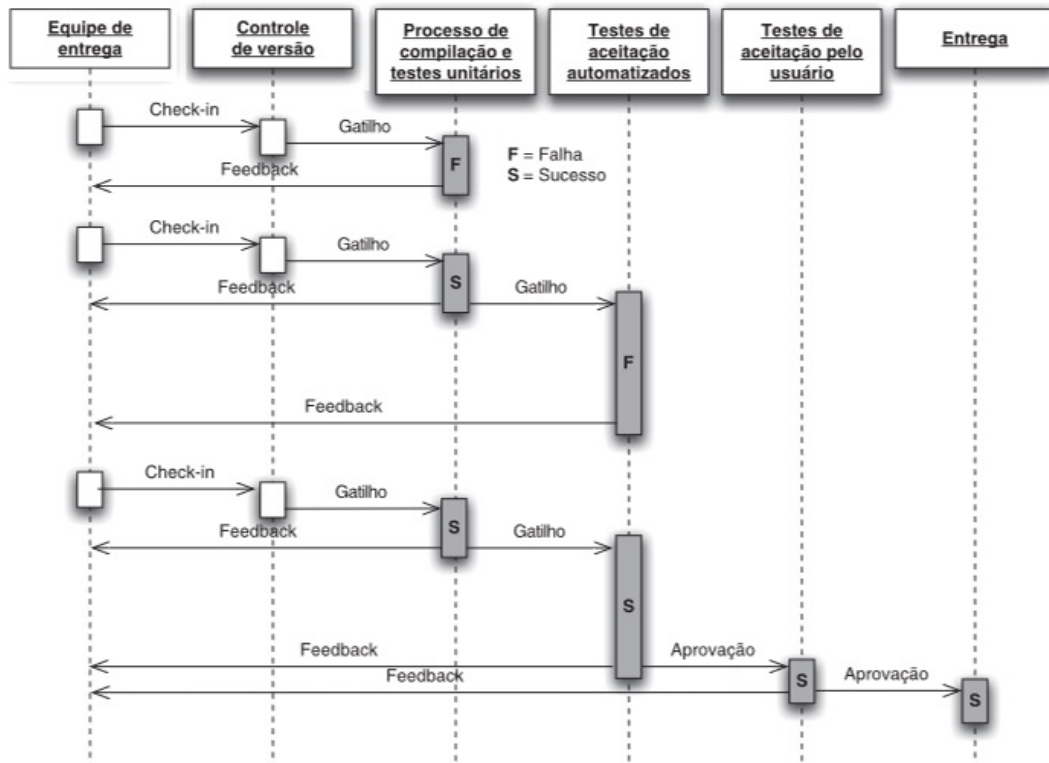 Equipe de
entrega
Controle
de versão
Processo de
compilação e
testes unitários
Testes de
aceitação
automatizados
Testes de
aceitação pelo
usuário
Entrega
Check-in
Gatilho
F
F = Falha
S = Sucesso
Feedback
Check-in
Gatilho
S
Feedback
Gatilho
F
Feedback
Check-in
Gatilho
S
Feedback
Gatilho
S
Feedback
Aprovação
Feedback
S
Aprovação
S